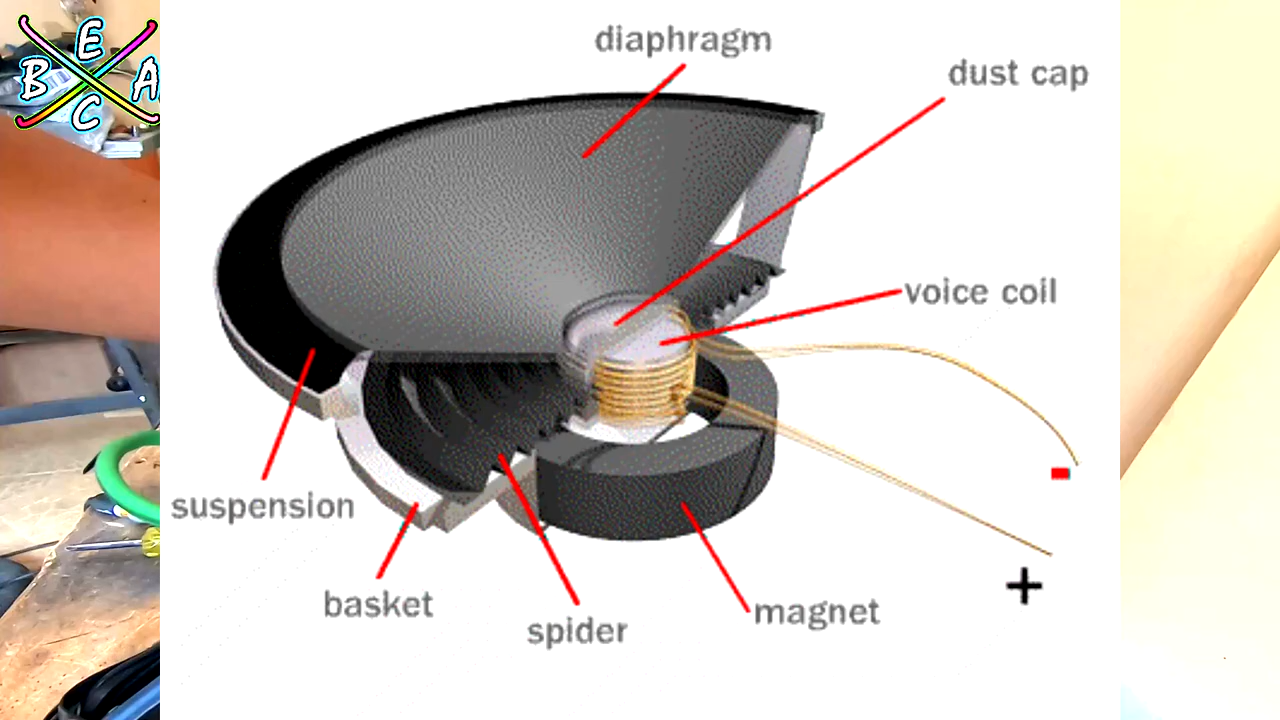 E
B A
C
diaphragm
dust cap
voice coil
-
suspension
+
basket
magnet
spider